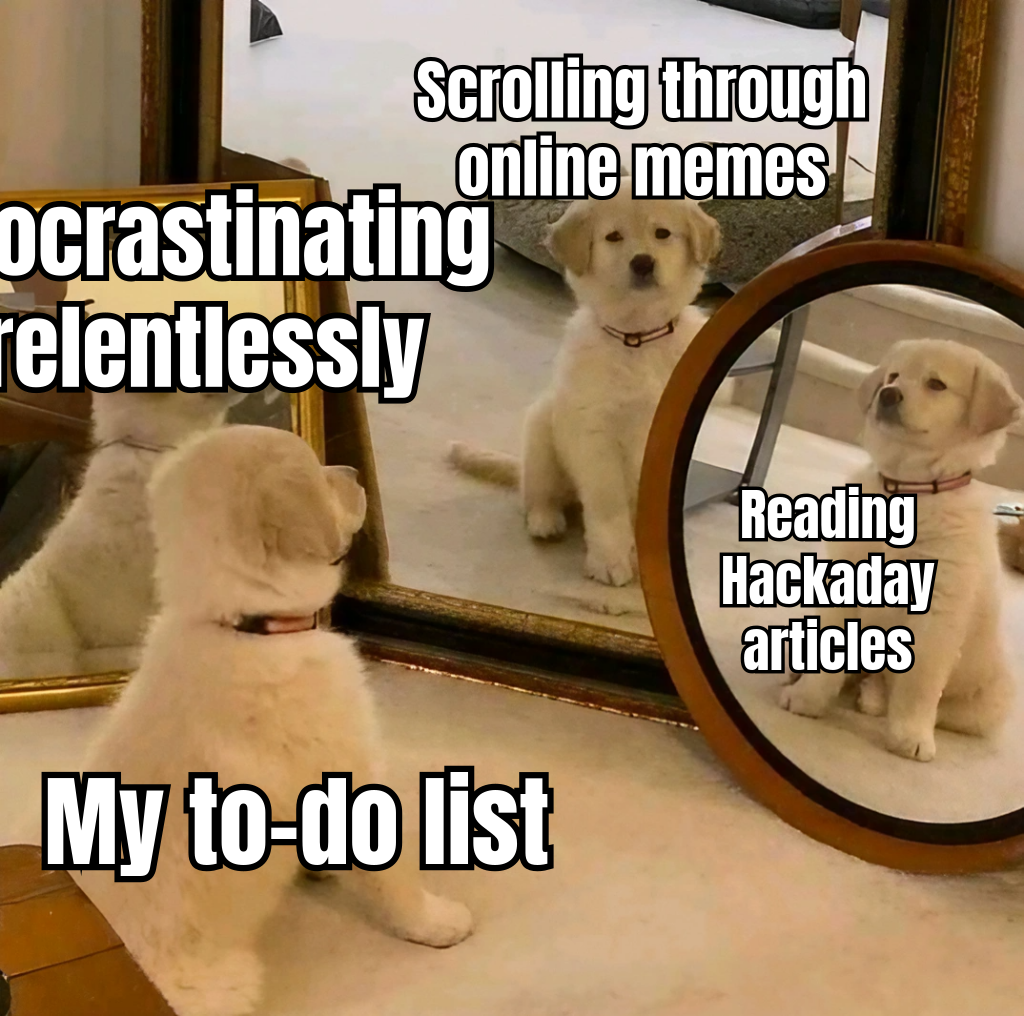 Scrolling through
online memes
ocrastinating
relentlessly
Reading
Hackaday
articles
My to-do list